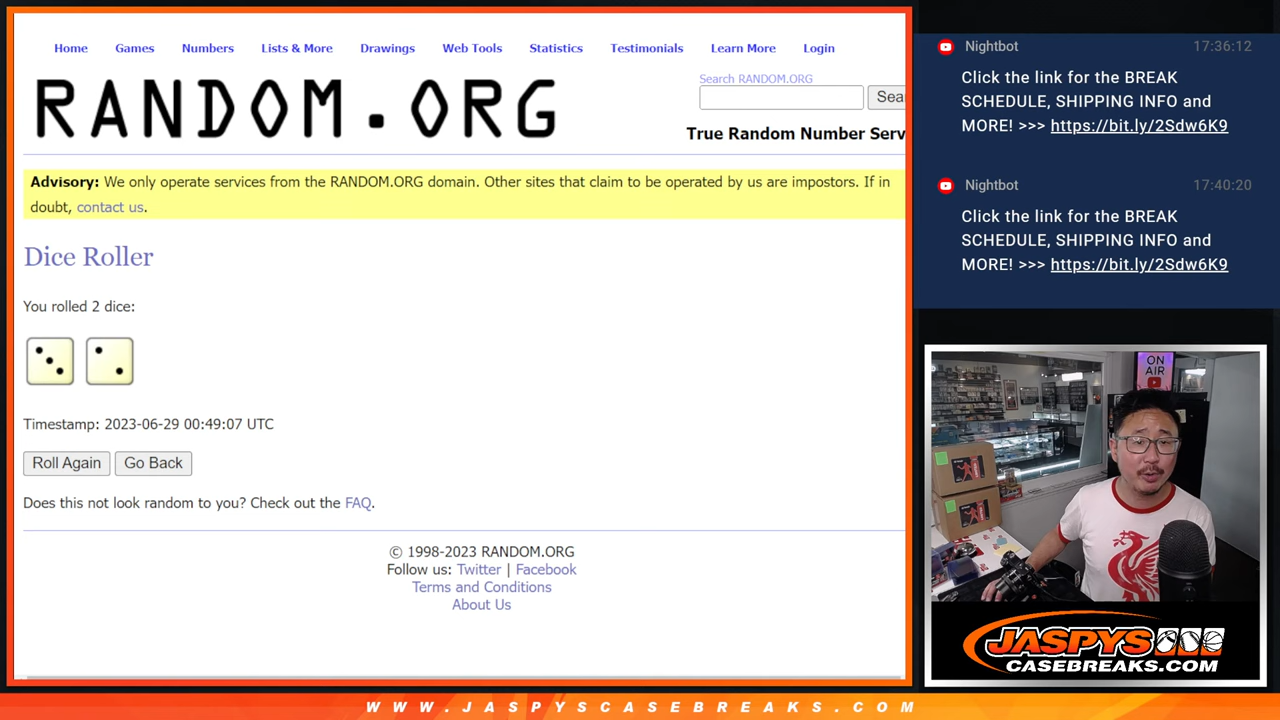 Home Games Numbers Lists & More Drawings Web Tools Statistics Testimonials Learn More Login
RANDOM.ORG
Search RANDOM.ORG
Sea
True Random Number Serv
Advisory: We only operate services from the RANDOM.ORG domain. Other sites that claim to be operated by us are impostors. If in
doubt, contact us.
Dice Roller
You rolled 2 dice:
Timestamp: 2023-06-29 00:49:07 UTC
Roll Again Go Back
Does this not look random to you? Check out the FAQ.
© 1998-2023 RANDOM.ORG
Follow us: Twitter | Facebook
Terms and Conditions
About Us
Nightbot 17:36:12
Click the link for the BREAK
SCHEDULE, SHIPPING INFO and
MORE! >>> https://bit.ly/2Sdw6K9
Nightbot 17:40:20
Click the link for the BREAK
SCHEDULE, SHIPPING INFO and
MORE! >>> https://bit.ly/2Sdw6K9
ON
AIR
JASPYS
CASEBREAKS.COM
WWW.JASPYSCASEBREAKS.COM